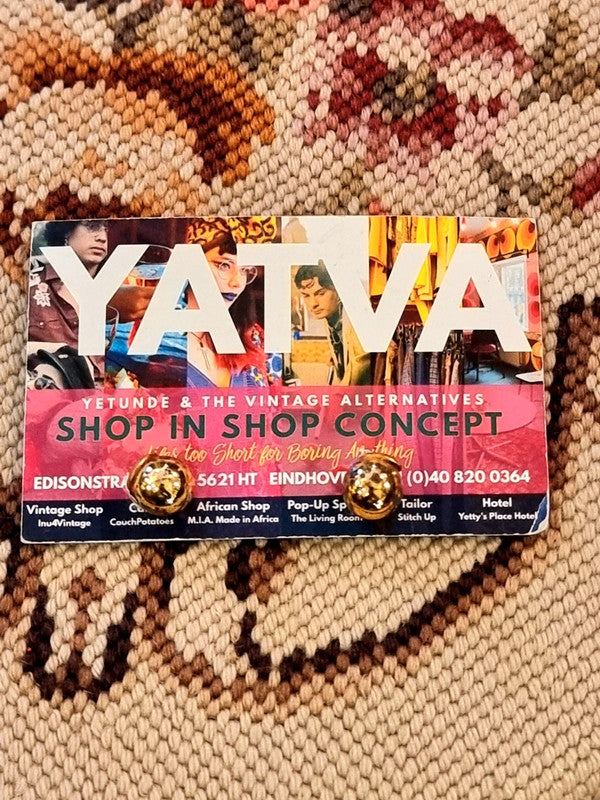 YATVA
YETUNDE & THE VINTAGE ALTERNATIVES
SHOP IN SHOP CONCEPT
too Short for Boring Anything
5621 HT EINDHOV (0)40 820 0364
Vintage Shop African Shop Pop-Up Sp Tailor Hotel
Inu4Vintage CouchPotatoes M.I.A. Made in Africa The Living Room Stitch Up Yetty's Place Hotel